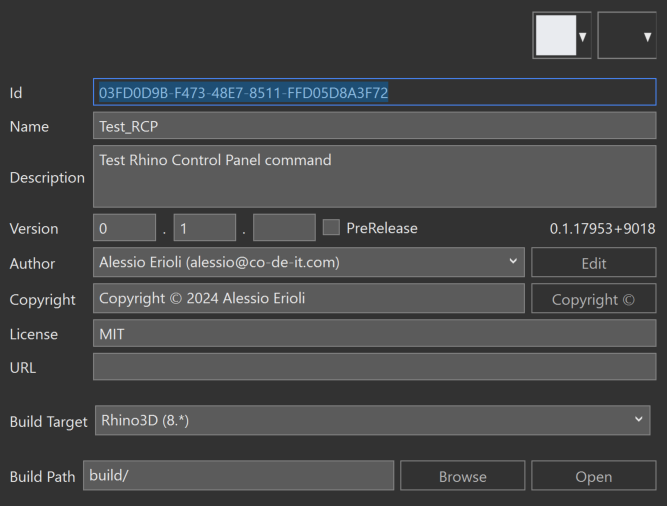 Id 03FD0D9B-F473-48E7-8511-FFD05D8A3F72
Name Test_RCP
Description Test Rhino Control Panel command
Version 0 . 1 . PreRelease 0.1.17953+9018
Author Alessio Erioli (alessio@co-de-it.com) Edit
Copyright Copyright © 2024 Alessio Erioli Copyright ©
License MIT
URL
Build Target Rhino3D (8.*)
Build Path build/ Browse Open